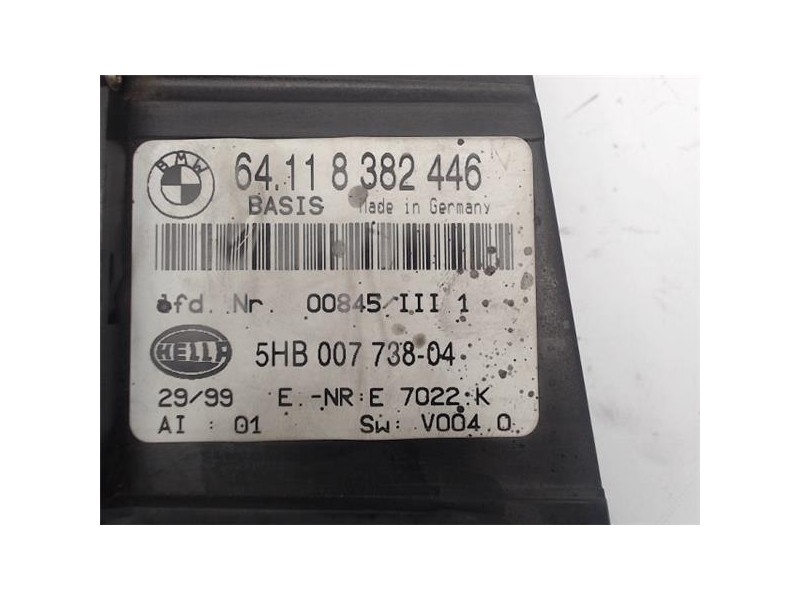 BMW
64.11 8 382 446
BASIS Made in Germany
lfd. Nr. 00845/III 1
HELLA 5HB 007 738-04
29/99 E.-NR:E 7022.K
AI : 01 Sw: V004.0